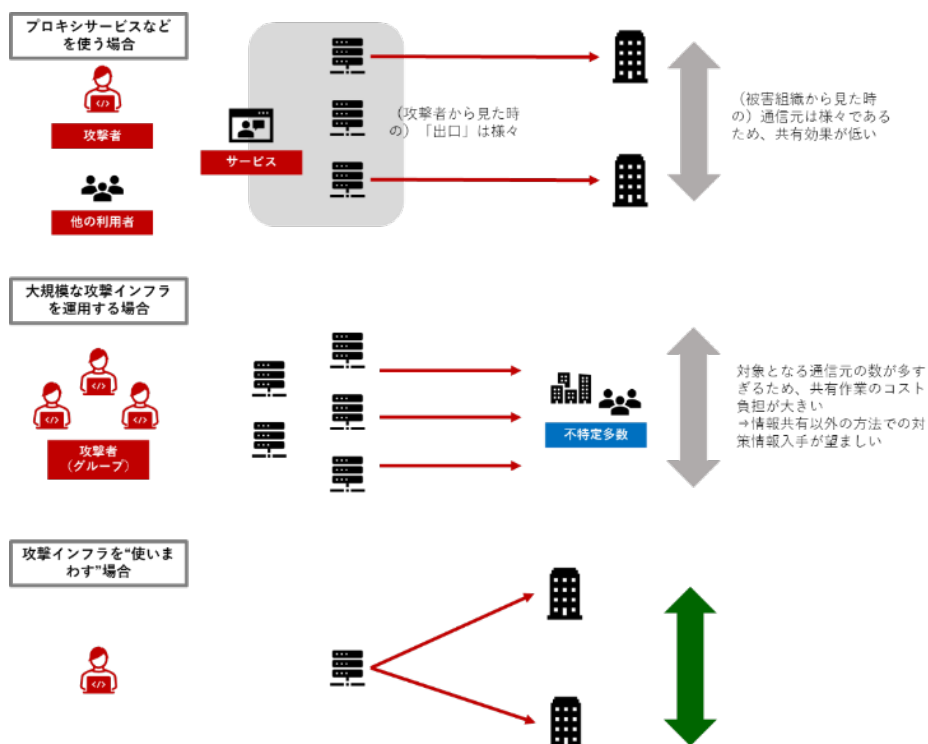 プロキシサービスなど
を使う場合
攻撃者
他の利用者
サービス
（攻撃者から見た時
の）「出口」は様々
（被害組織から見た時
の）通信元は様々である
ため、共有効果が低い
大規模な攻撃インフラ
を運用する場合
攻撃者
（グループ）
不特定多数
対象となる通信元の数が多す
ぎるため、共有作業のコスト
負担が大きい
⇒情報共有以外の方法での対
策情報入手が望ましい
攻撃インフラを“使いま
わす”場合